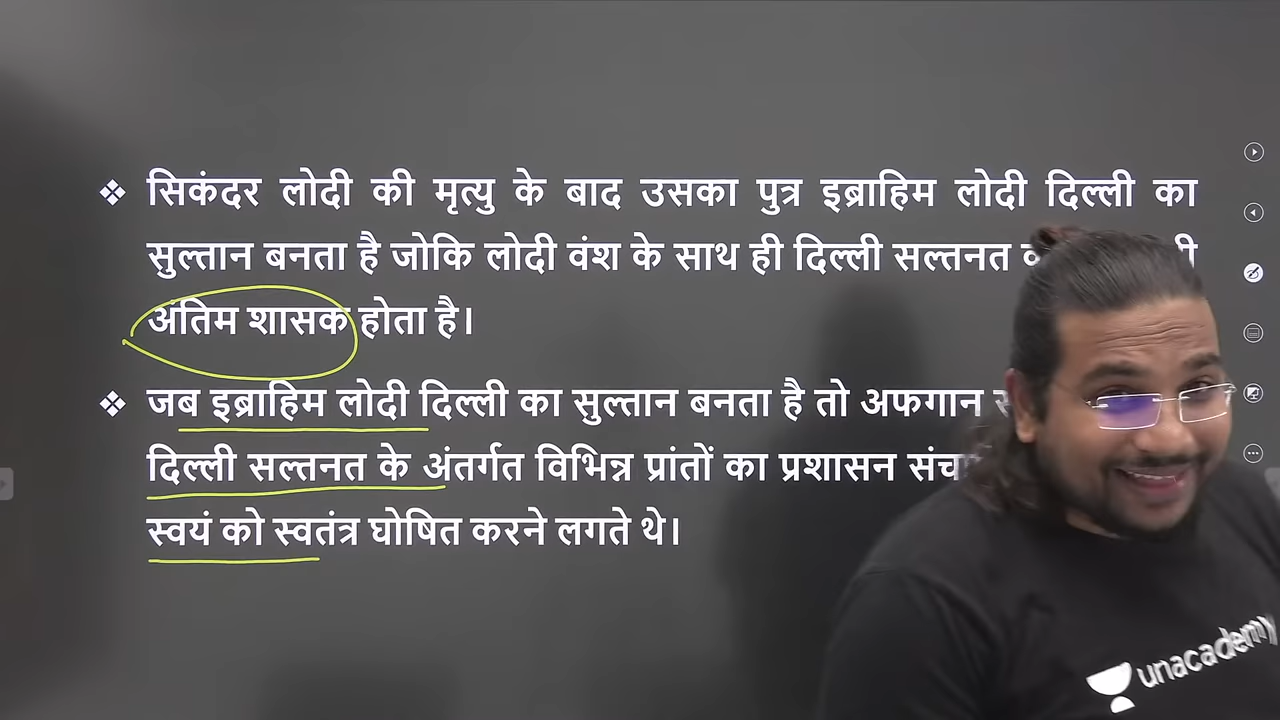 ❖ सिकंदर लोदी की मृत्यु के बाद उसका पुत्र इब्राहिम लोदी दिल्ली का
सुल्तान बनता है जोकि लोदी वंश के साथ ही दिल्ली सल्तनत
अंतिम शासक होता है।
❖ जब इब्राहिम लोदी दिल्ली का सुल्तान बनता है तो अफगान
दिल्ली सल्तनत के अंतर्गत विभिन्न प्रांतों का प्रशासन
स्वयं को स्वतंत्र घोषित करने लगते थे।
unacademy